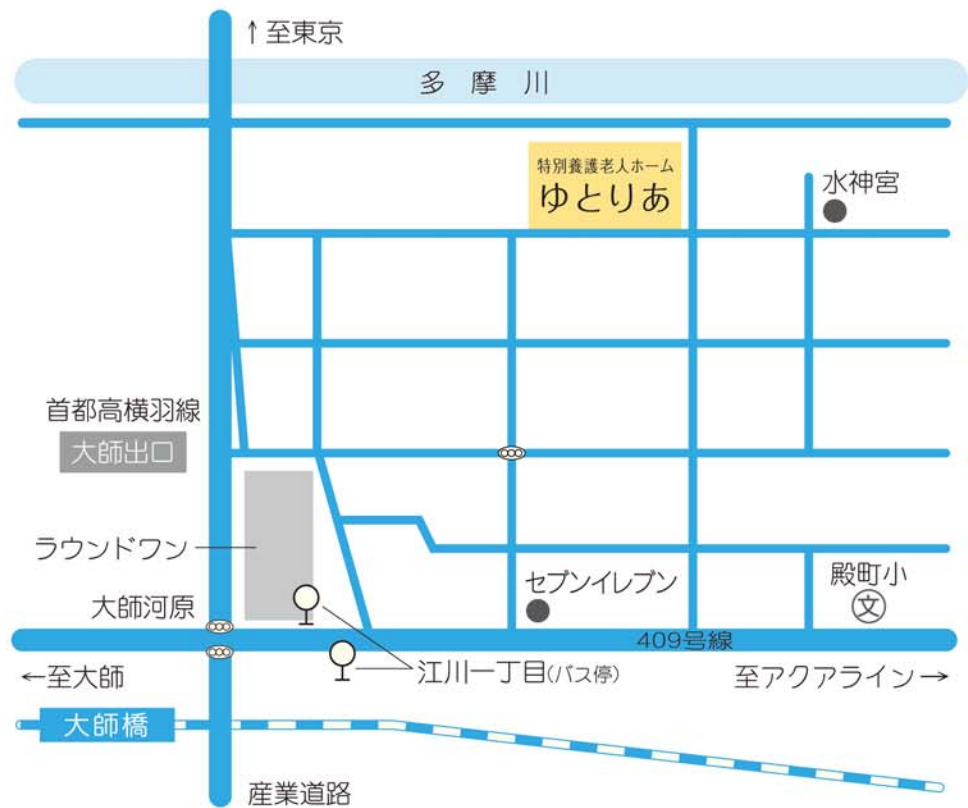 ↑至東京
多摩川
特別養護老人ホーム
ゆとりあ
水神宮
首都高横羽線
大師出口
ラウンドワン
セブンイレブン
殿町小
文
大師河原
409号線
←至大師
江川一丁目(バス停)
至アクアライン→
大師橋
産業道路